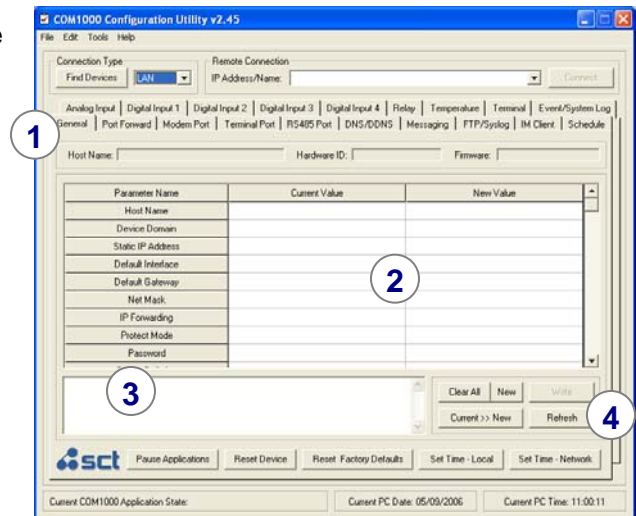 e
COM1000 Configuration Utility v2.45
File Edit Tools Help
Connection Type
Remote Connection
Find Devices LAN IP Address/Name: Connect
Analog Input Digital Input 1 Digital Input 2 Digital Input 3 Digital Input 4 Relay Temperature Terminal Event/System Log
General Port Forward Modem Port Terminal Port RS485 Port DNS/DDNS Messaging FTP/Syslog IM Client Schedule
1
Host Name: Hardware ID: Firmware:
Parameter Name Current Value New Value
Host Name
Device Domain
Static IP Address
Default Interface
2
Default Gateway
Net Mask
IP Forwarding
Protect Mode
Password
3
Clear All New Write
Current >> New Refresh
4
sct Pause Applications Reset Device Reset Factory Defaults Set Time - Local Set Time - Network
Current COM1000 Application State: Current PC Date: 05/09/2006 Current PC Time: 11:00:11